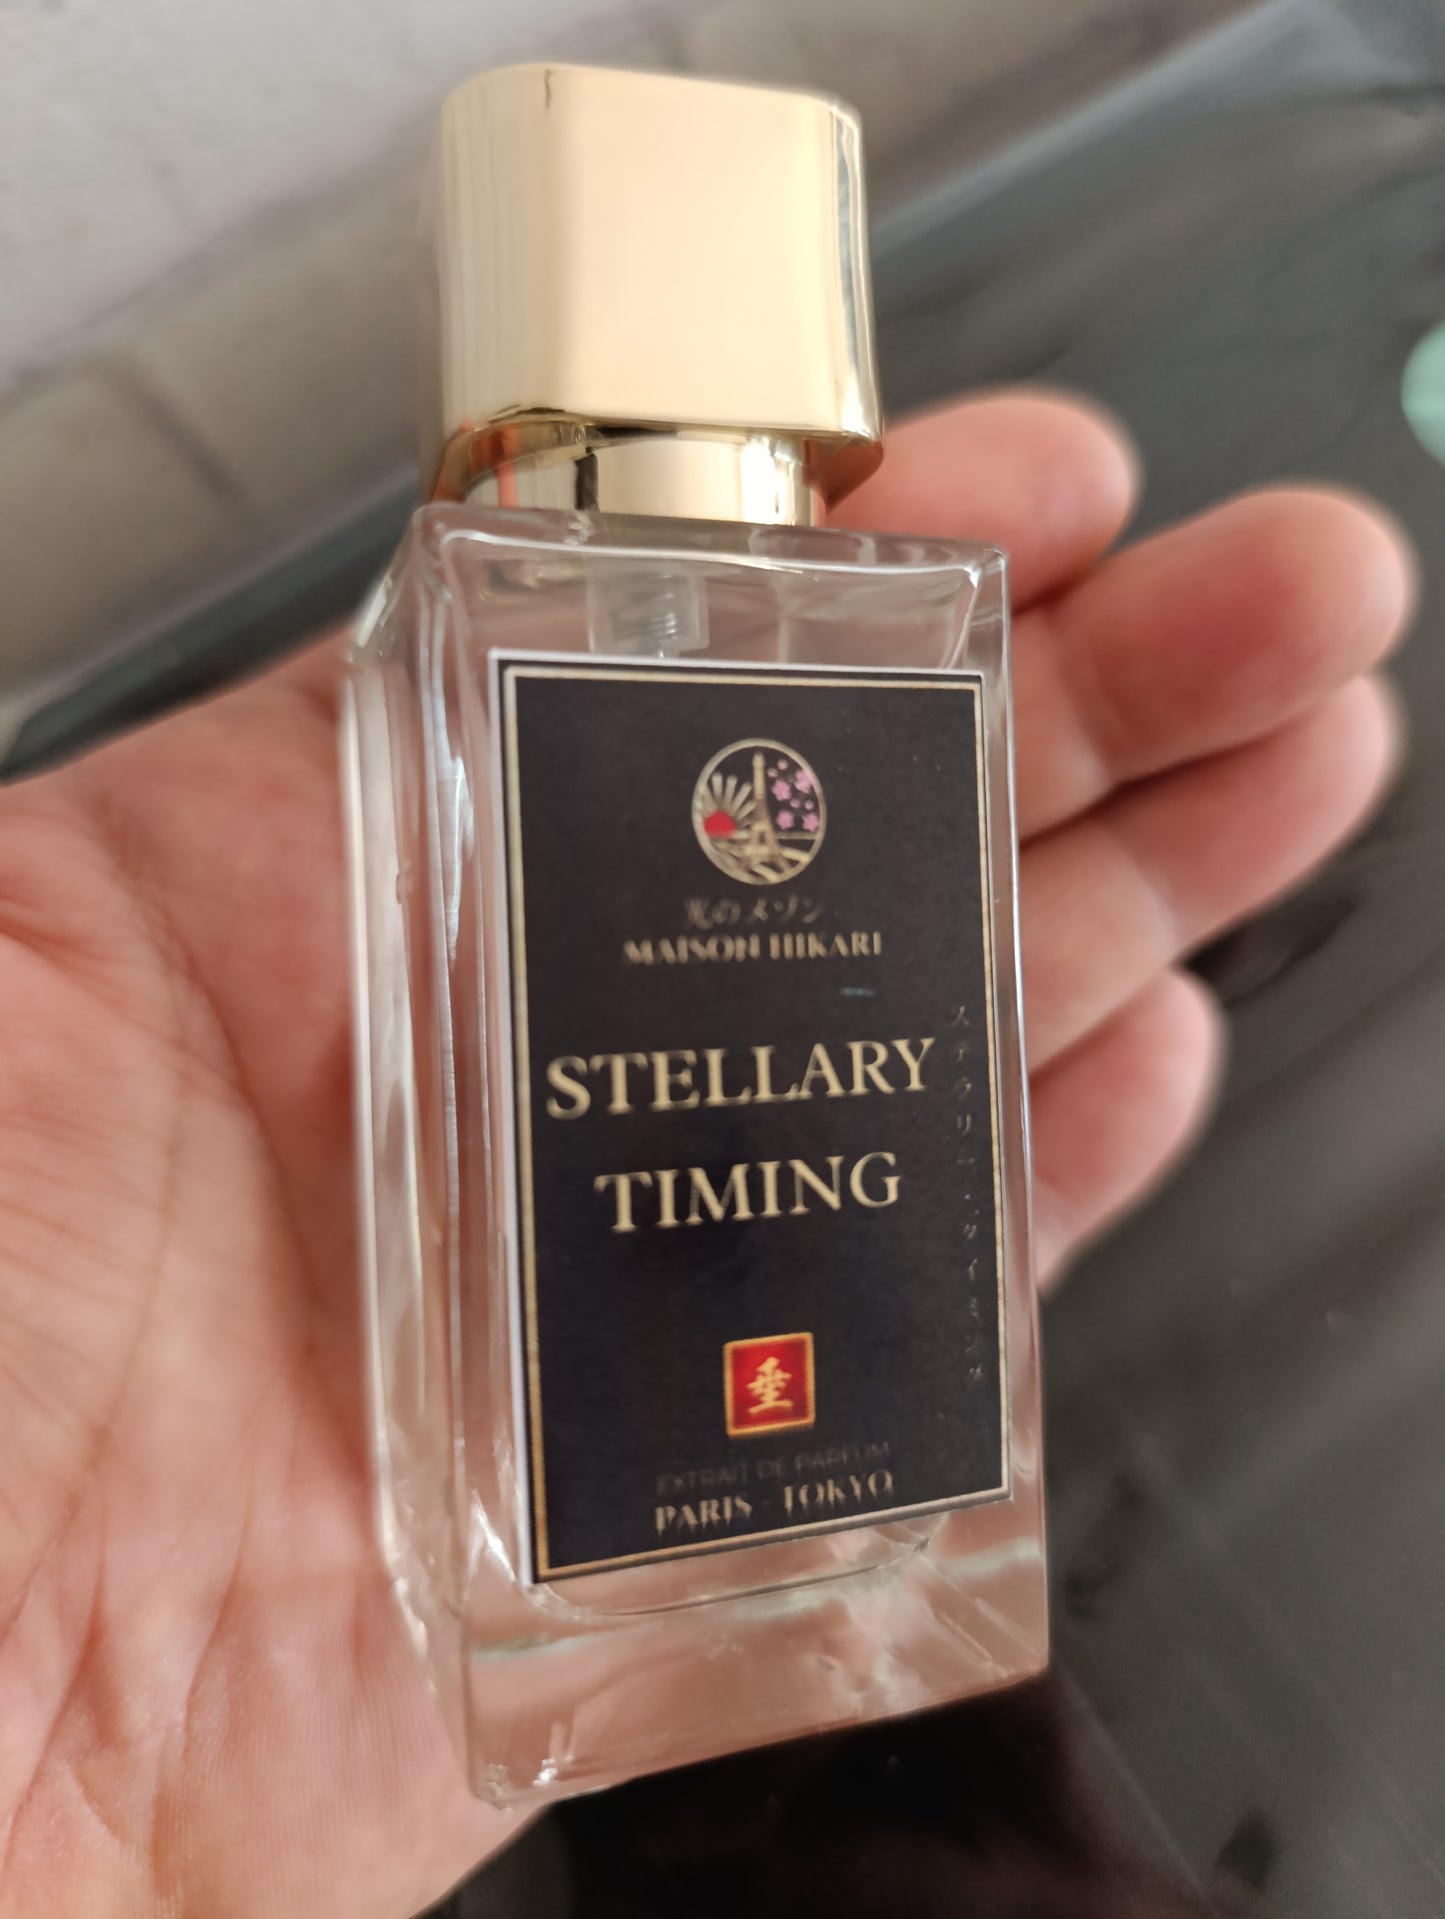 光のメゾン
MAISON HIKARI
STELLARY
TIMING
ステラリー・タイミング
EXTRAIT DE PARFUM
PARIS - TOKYO